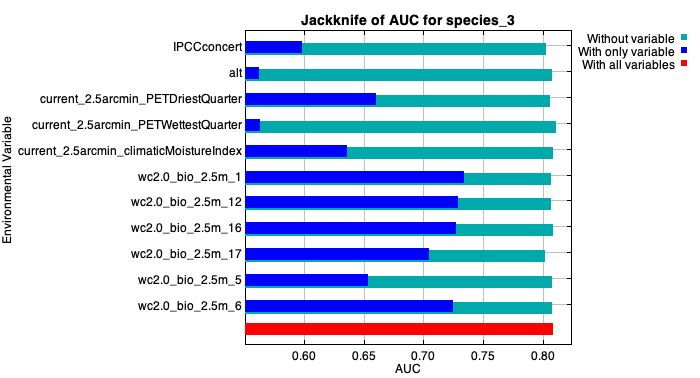 Jackknife of AUC for species_3
Without variable
With only variable
With all variables
Environmental Variable
IPCCconcert
alt
current_2.5arcmin_PETDriestQuarter
current_2.5arcmin_PETWettestQuarter
current_2.5arcmin_climaticMoistureIndex
wc2.0_bio_2.5m_1
wc2.0_bio_2.5m_12
wc2.0_bio_2.5m_16
wc2.0_bio_2.5m_17
wc2.0_bio_2.5m_5
wc2.0_bio_2.5m_6
0.60 0.65 0.70 0.75 0.80
AUC